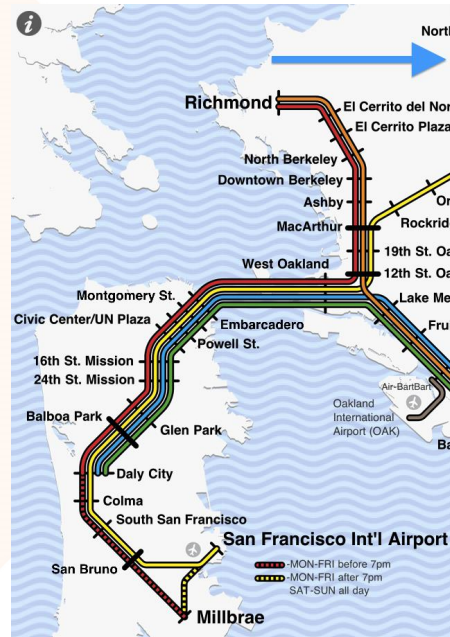 i
North
Richmond
El Cerrito del Nor
El Cerrito Plaza
North Berkeley
Downtown Berkeley
Or
Ashby
MacArthur
Rockrid
19th St. Oa
West Oakland
12th St. Oa
Montgomery St.
Lake Me
Civic Center/UN Plaza
Embarcadero
Fru
Powell St.
16th St. Mission
24th St. Mission
Air-BartBart
Oakland
International
Airport (OAK)
Balboa Park
Glen Park
Ba
Daly City
Colma
South San Francisco
San Francisco Int'l Airport
San Bruno
-MON-FRI before 7pm
-MON-FRI after 7pm
SAT-SUN all day
Millbrae